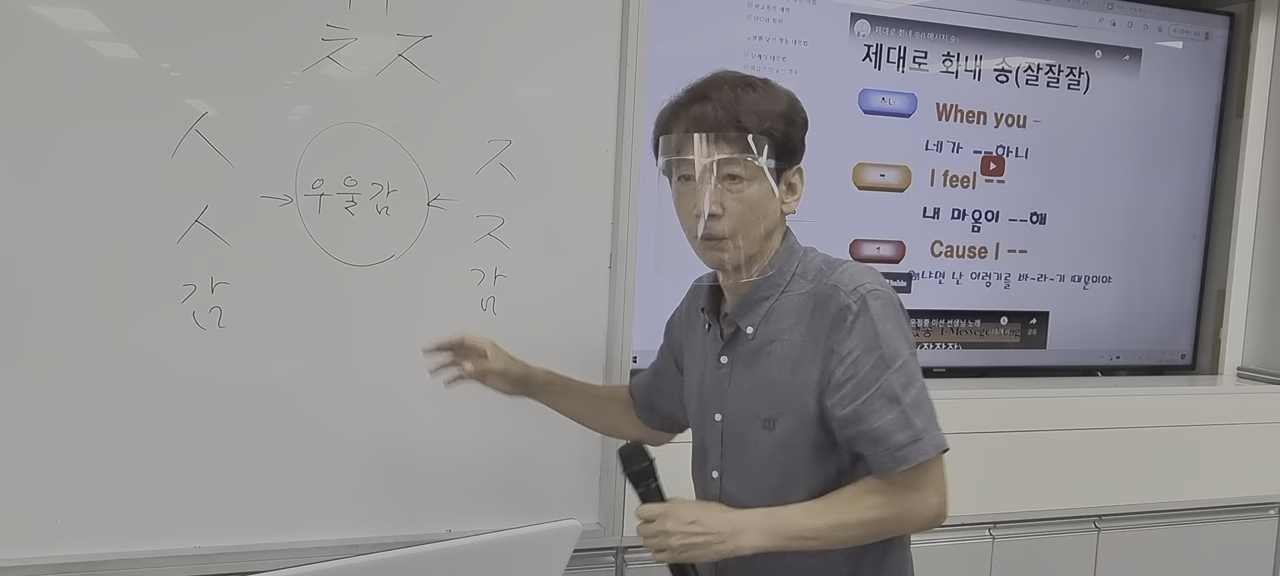 ㅊㅈ
ㅅ
ㅅ
감
우울감
ㅈ
ㅈ
감
제대로 화내 송(살잘잘)
When you -
네가 --하니
I feel --
내 마음이 --해
Cause I --
왜냐면 난 이렇기를 바~라~기 때문이야